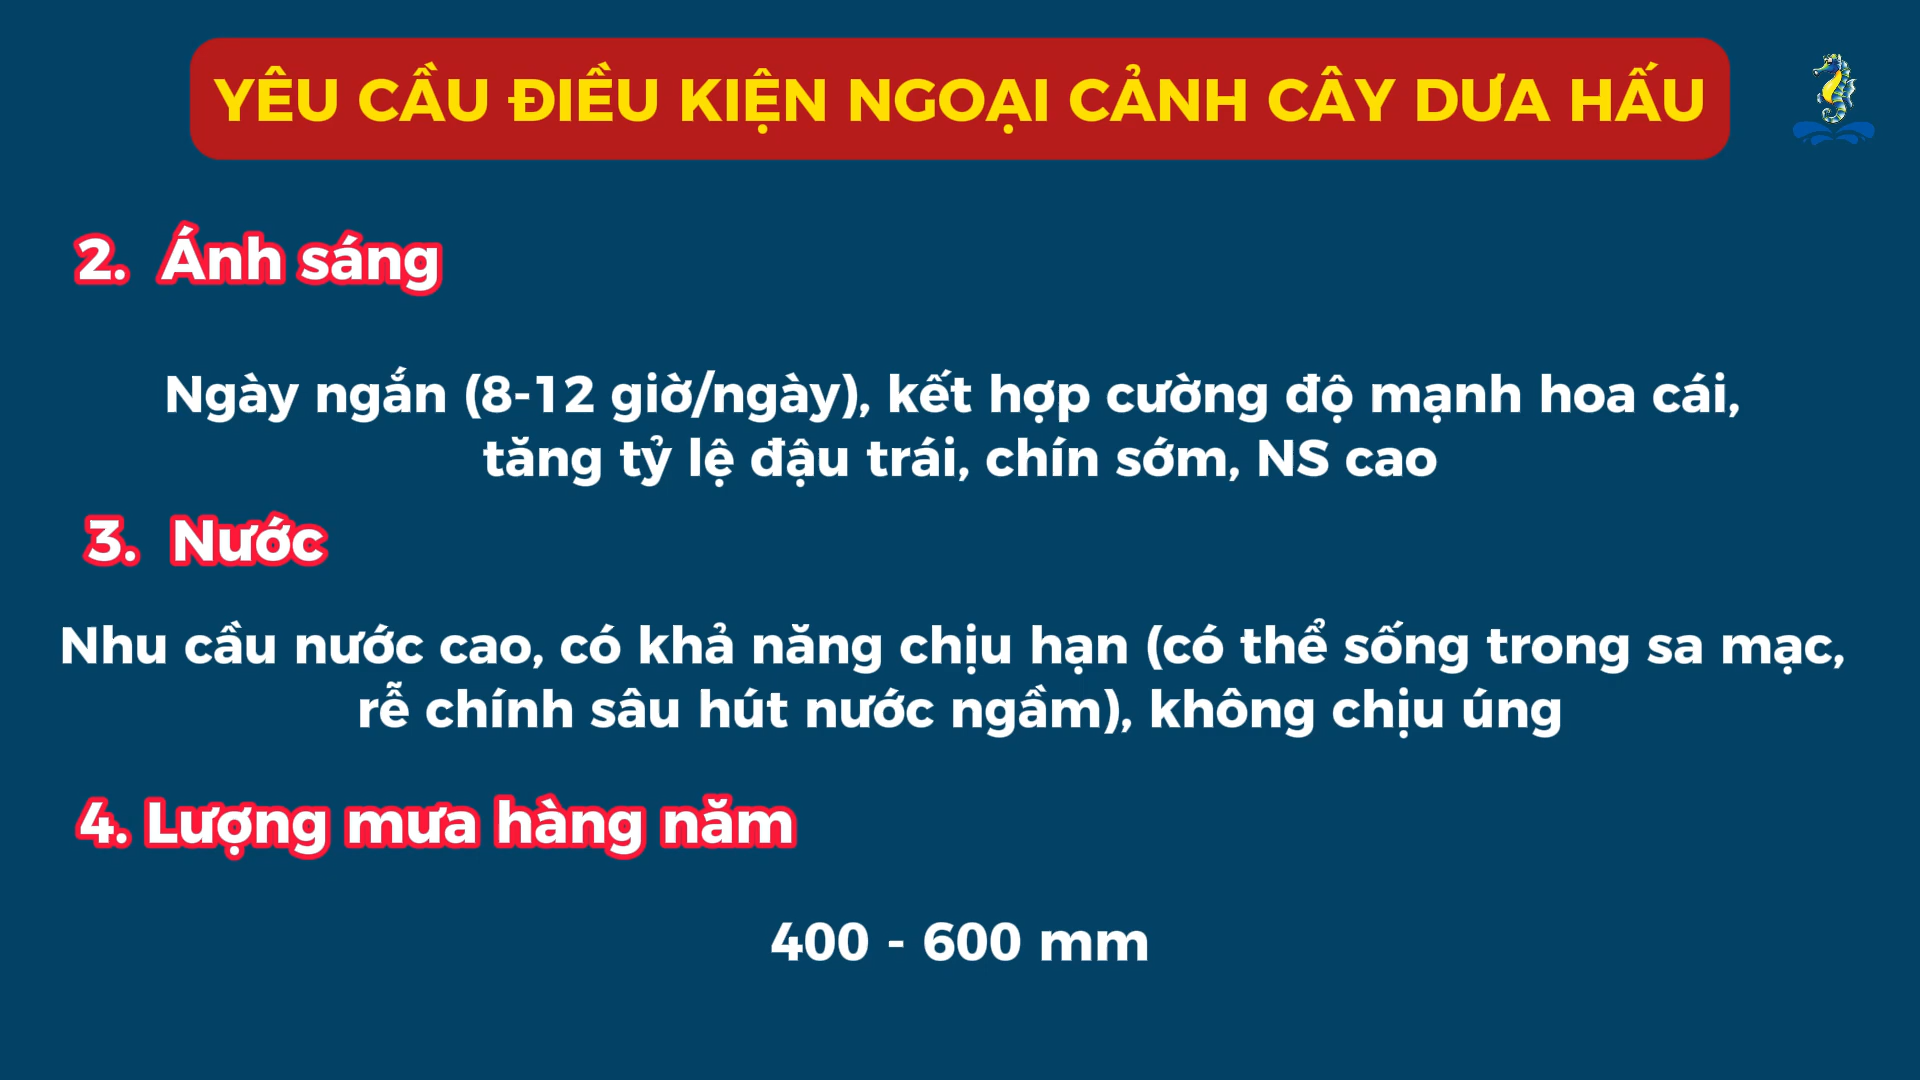 YÊU CẦU ĐIỀU KIỆN NGOẠI CẢNH CÂY DƯA HẤU
2. Ánh sáng
Ngày ngắn (8-12 giờ/ngày), kết hợp cường độ mạnh hoa cái,
tăng tỷ lệ đậu trái, chín sớm, NS cao
3. Nước
Nhu cầu nước cao, có khả năng chịu hạn (có thể sống trong sa mạc,
rễ chính sâu hút nước ngầm), không chịu úng
4. Lượng mưa hàng năm
400 - 600 mm